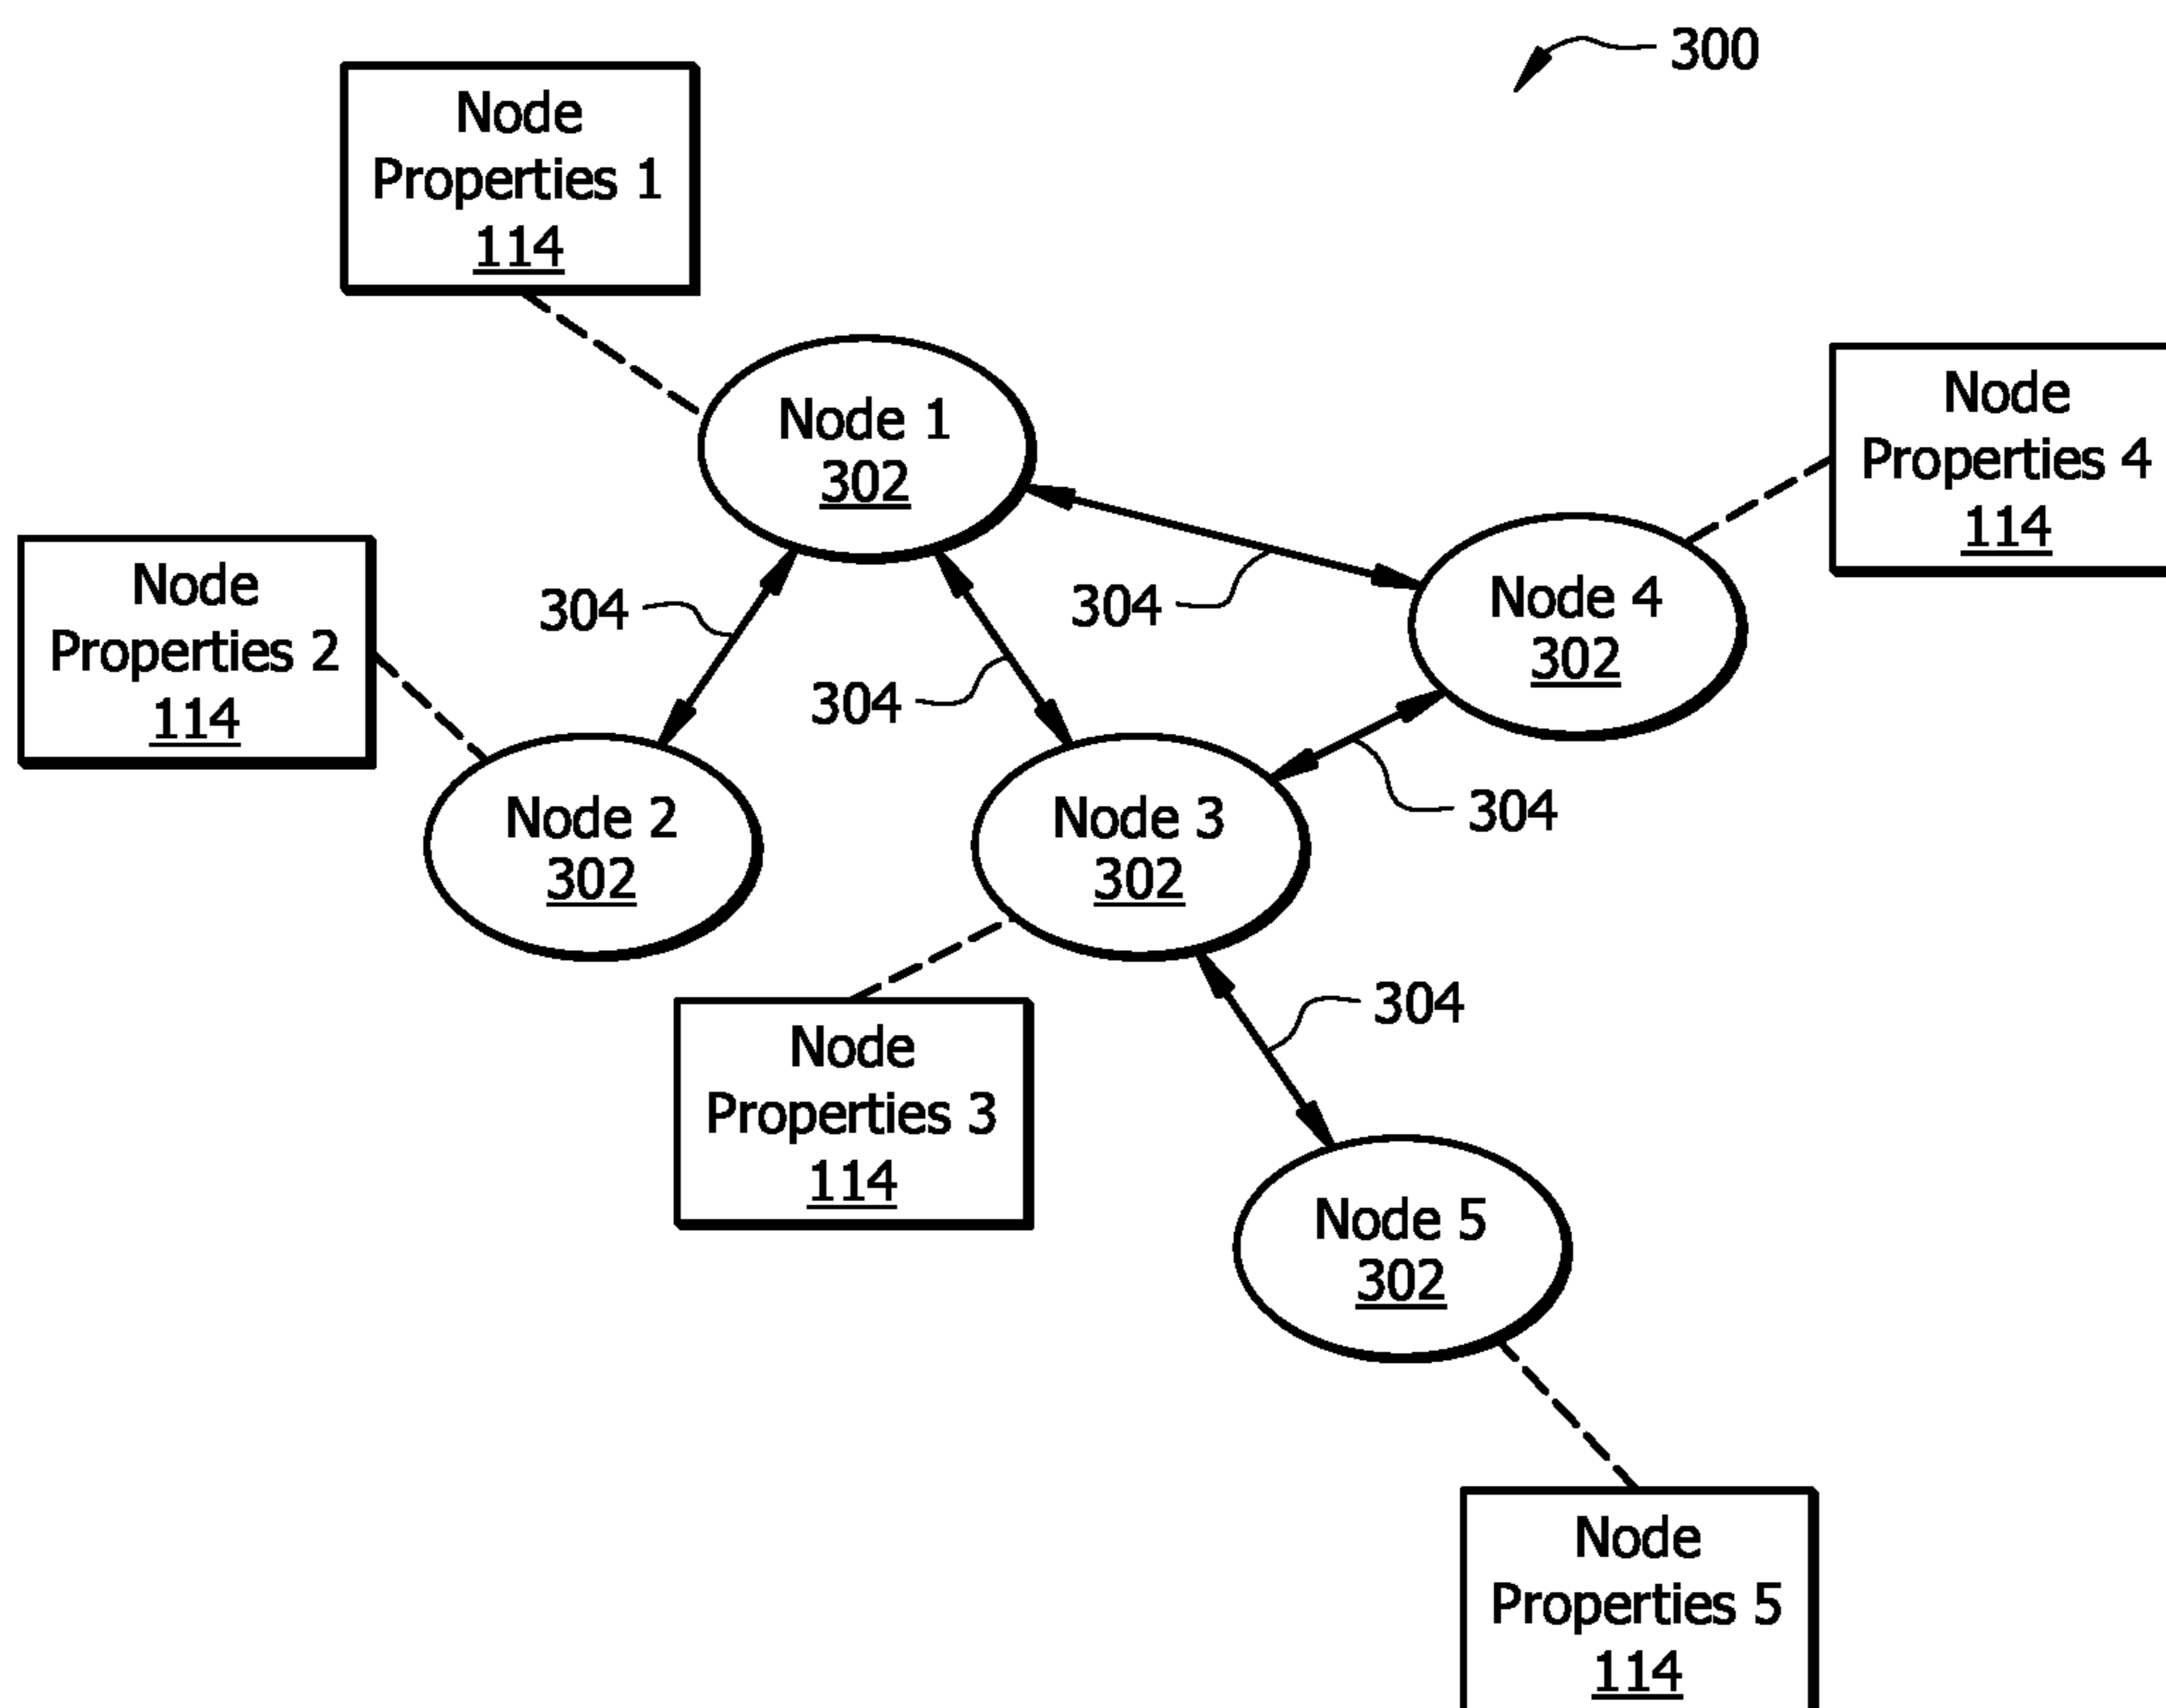 300
Node
Properties 1
114
Node 1
302
Node
Properties 4
114
Node
Properties 2
114
304
304
304
Node 4
302
Node 2
302
Node 3
302
304
304
Node
Properties 3
114
Node 5
302
Node
Properties 5
114